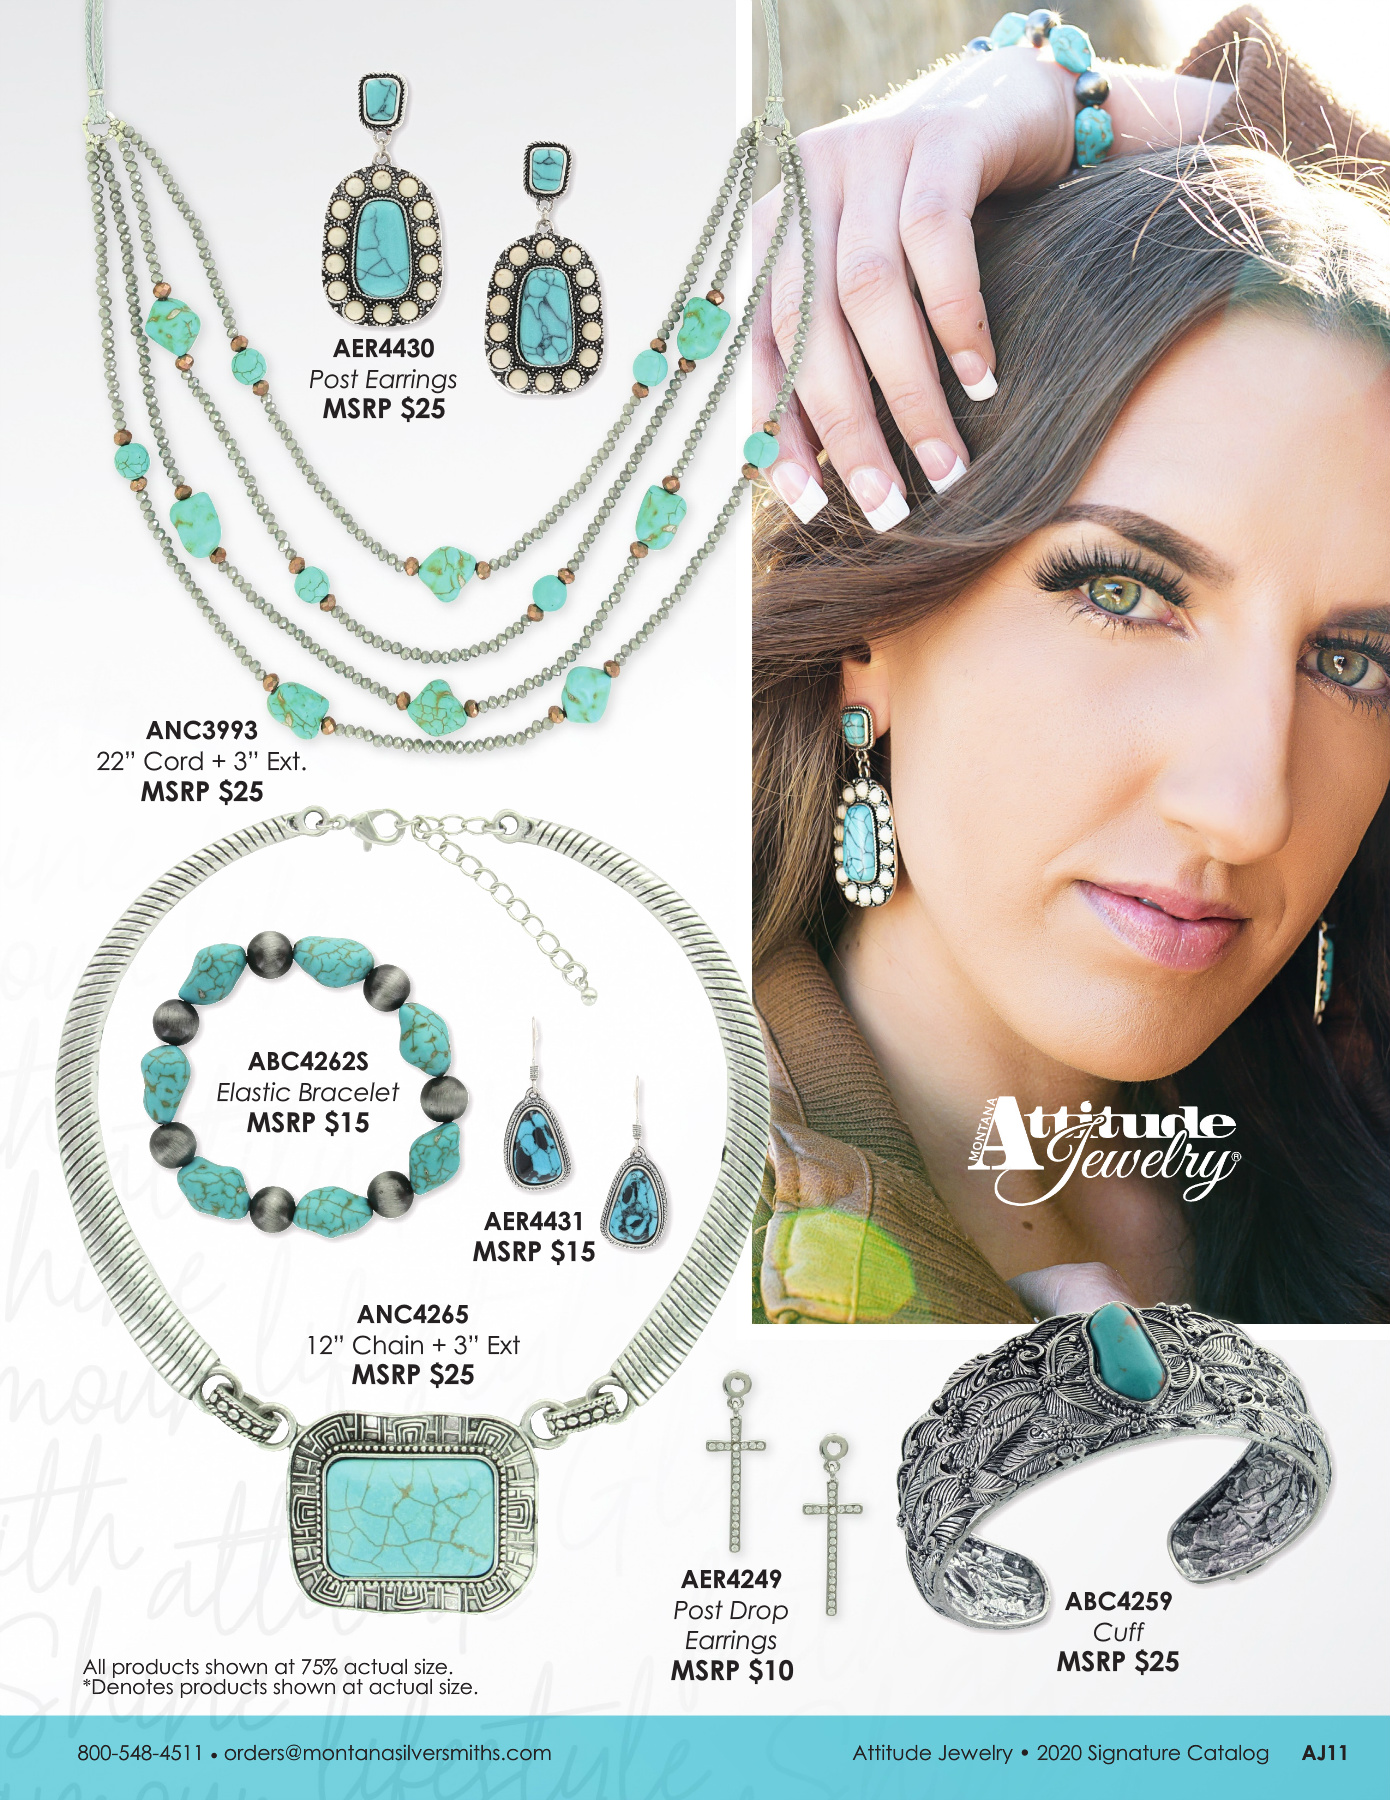 AER4430
Post Earrings
MSRP $25
ANC3993
22” Cord + 3” Ext.
MSRP $25
ABC4262S
Elastic Bracelet
MSRP $15
AER4431
MSRP $15
ANC4265
12” Chain + 3” Ext
MSRP $25
MONTANA
Attitude
Jewelry®
AER4249
Post Drop
Earrings
MSRP $10
ABC4259
Cuff
MSRP $25
All products shown at 75% actual size.
*Denotes products shown at actual size.
800-548-4511 • orders@montanasilversmiths.com
Attitude Jewelry • 2020 Signature Catalog AJ11